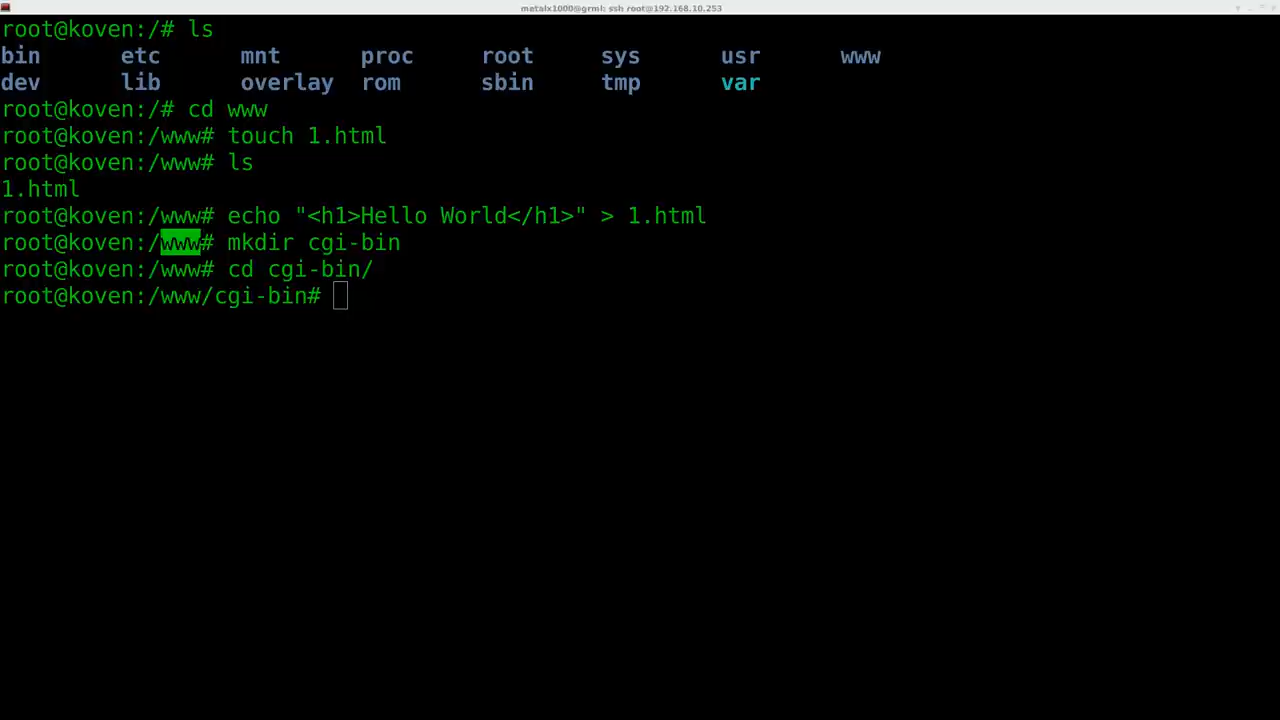 metalx1000@grml: ssh root@192.168.10.253
root@koven:/# ls
bin etc mnt proc root sys usr www
dev lib overlay rom sbin tmp var
root@koven:/# cd www
root@koven:/www# touch 1.html
root@koven:/www# ls
1.html
root@koven:/www# echo "<h1>Hello World</h1>" > 1.html
root@koven:/www# mkdir cgi-bin
root@koven:/www# cd cgi-bin/
root@koven:/www/cgi-bin#